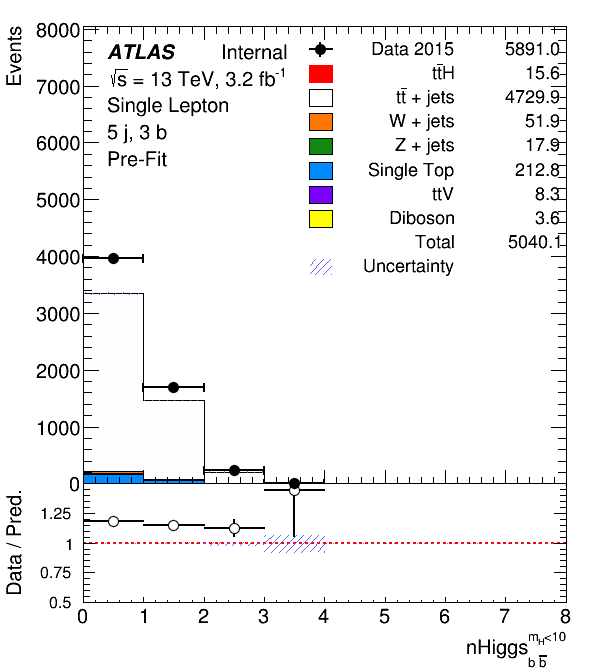 Events
8000
7000
6000
5000
4000
3000
2000
1000
0
ATLAS Internal
√s = 13 TeV, 3.2 fb⁻¹
Single Lepton
5 j, 3 b
Pre-Fit
Data 2015 5891.0
tt̄H 15.6
tt̄ + jets 4729.9
W + jets 51.9
Z + jets 17.9
Single Top 212.8
ttV 8.3
Diboson 3.6
Total 5040.1
Uncertainty
Data / Pred.
1.25
1
0.75
0.5
0 1 2 3 4 5 6 7 8
nHiggs m_H<10 b b̄